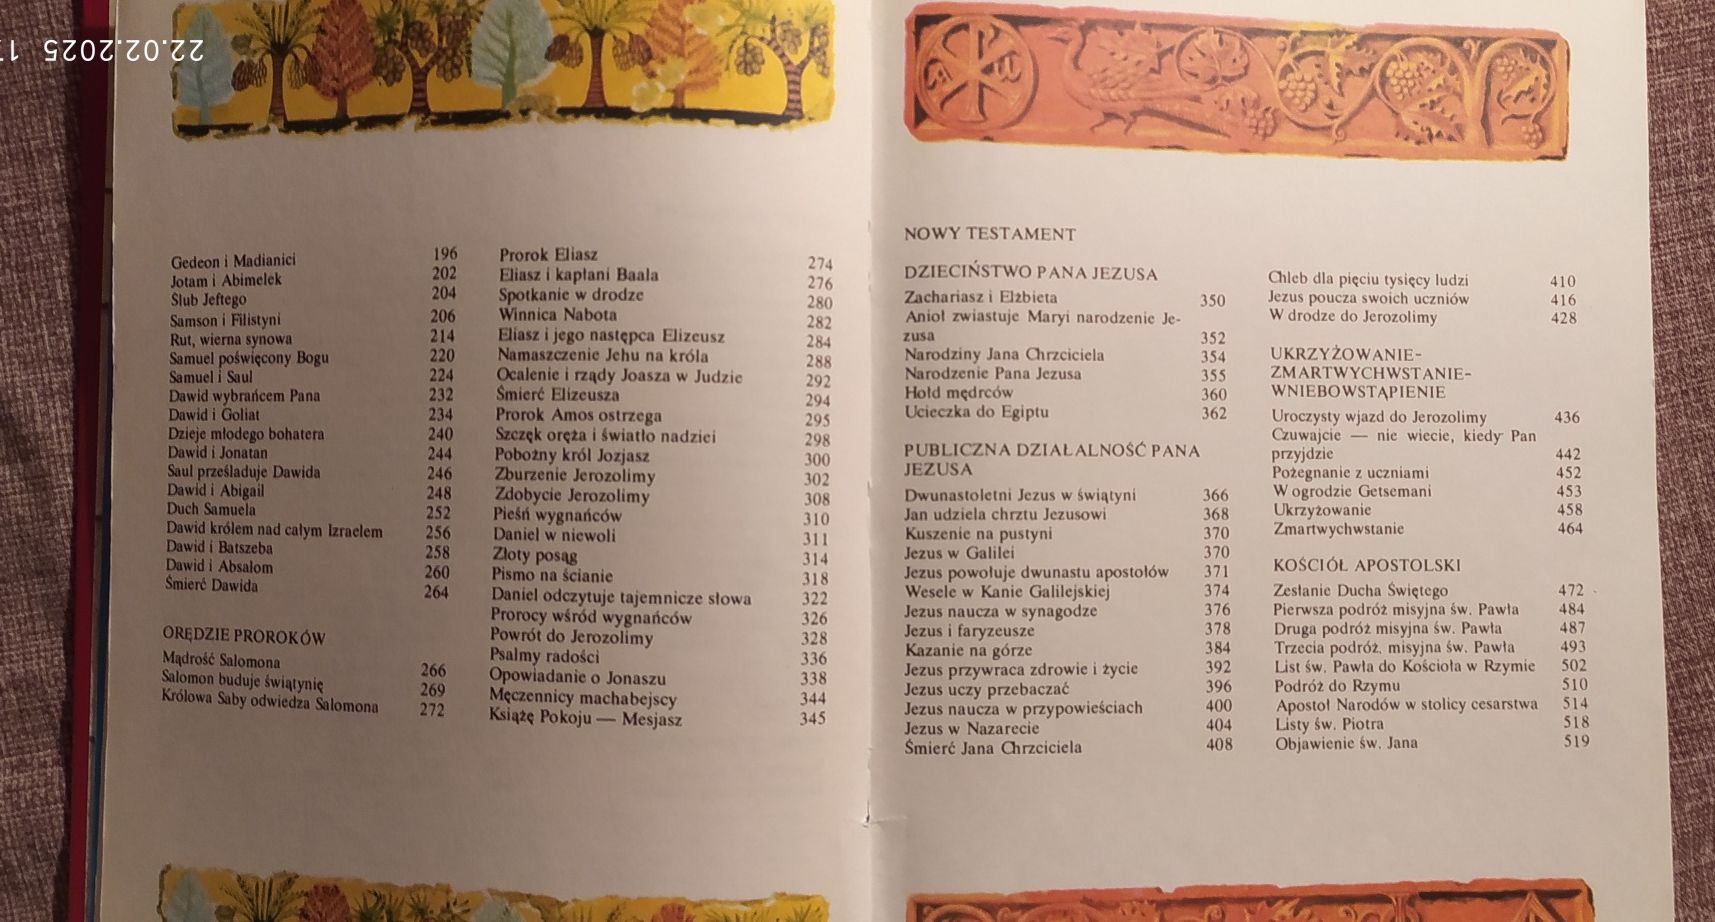 22.02.2025
Gedeon i Madianici 196
Jotam i Abimelek 202
Ślub Jeftego 204
Samson i Filistyni 206
Rut, wierna synowa 214
Samuel poświęcony Bogu 220
Samuel i Saul 224
Dawid wybrańcem Pana 232
Dawid i Goliat 234
Dzieje młodego bohatera 240
Dawid i Jonatan 244
Saul prześladuje Dawida 246
Dawid i Abigail 248
Duch Samuela 252
Dawid królem nad całym Izraelem 256
Dawid i Batszeba 258
Dawid i Absalom 260
Śmierć Dawida 264
ORĘDZIE PROROKÓW
Mądrość Salomona 266
Salomon buduje świątynię 269
Królowa Saby odwiedza Salomona 272
Prorok Eliasz 274
Eliasz i kapłani Baala 276
Spotkanie w drodze 280
Winnica Nabota 282
Eliasz i jego następca Elizeusz 284
Namaszczenie Jehu na króla 288
Ocalenie i rządy Joasza w Judzie 292
Śmierć Elizeusza 294
Prorok Amos ostrzega 295
Szczęk oręża i światło nadziei 298
Pobożny król Jozjasz 300
Zburzenie Jerozolimy 302
Zdobycie Jerozolimy 308
Pieśń wygnańców 310
Daniel w niewoli 311
Złoty posąg 314
Pismo na ścianie 318
Daniel odczytuje tajemnicze słowa 322
Prorocy wśród wygnańców 326
Powrót do Jerozolimy 328
Psalmy radości 336
Opowiadanie o Jonaszu 338
Męczennicy machabejscy 344
Książę Pokoju — Mesjasz 345
NOWY TESTAMENT
DZIECIŃSTWO PANA JEZUSA
Zachariasz i Elżbieta 350
Anioł zwiastuje Maryi narodzenie Je-
zusa 352
Narodziny Jana Chrzciciela 354
Narodzenie Pana Jezusa 355
Hołd mędrców 360
Ucieczka do Egiptu 362
PUBLICZNA DZIAŁALNOŚĆ PANA
JEZUSA
Dwunastoletni Jezus w świątyni 366
Jan udziela chrztu Jezusowi 368
Kuszenie na pustyni 370
Jezus w Galilei 370
Jezus powołuje dwunastu apostołów 371
Wesele w Kanie Galilejskiej 374
Jezus naucza w synagodze 376
Jezus i faryzeusze 378
Kazanie na górze 384
Jezus przywraca zdrowie i życie 392
Jezus uczy przebaczać 396
Jezus naucza w przypowieściach 400
Jezus w Nazarecie 404
Śmierć Jana Chrzciciela 408
Chleb dla pięciu tysięcy ludzi 410
Jezus poucza swoich uczniów 416
W drodze do Jerozolimy 428
UKRZYŻOWANIE-
ZMARTWYCHWSTANIE-
WNIEBOWSTĄPIENIE
Uroczysty wjazd do Jerozolimy 436
Czuwajcie — nie wiecie, kiedy Pan
przyjdzie 442
Pożegnanie z uczniami 452
W ogrodzie Getsemani 453
Ukrzyżowanie 458
Zmartwychwstanie 464
KOŚCIÓŁ APOSTOLSKI
Zesłanie Ducha Świętego 472
Pierwsza podróż misyjna św. Pawła 484
Druga podróż misyjna św. Pawła 487
Trzecia podróż. misyjna św. Pawła 493
List św. Pawła do Kościoła w Rzymie 502
Podróż do Rzymu 510
Apostoł Narodów w stolicy cesarstwa 514
Listy św. Piotra 518
Objawienie św. Jana 519